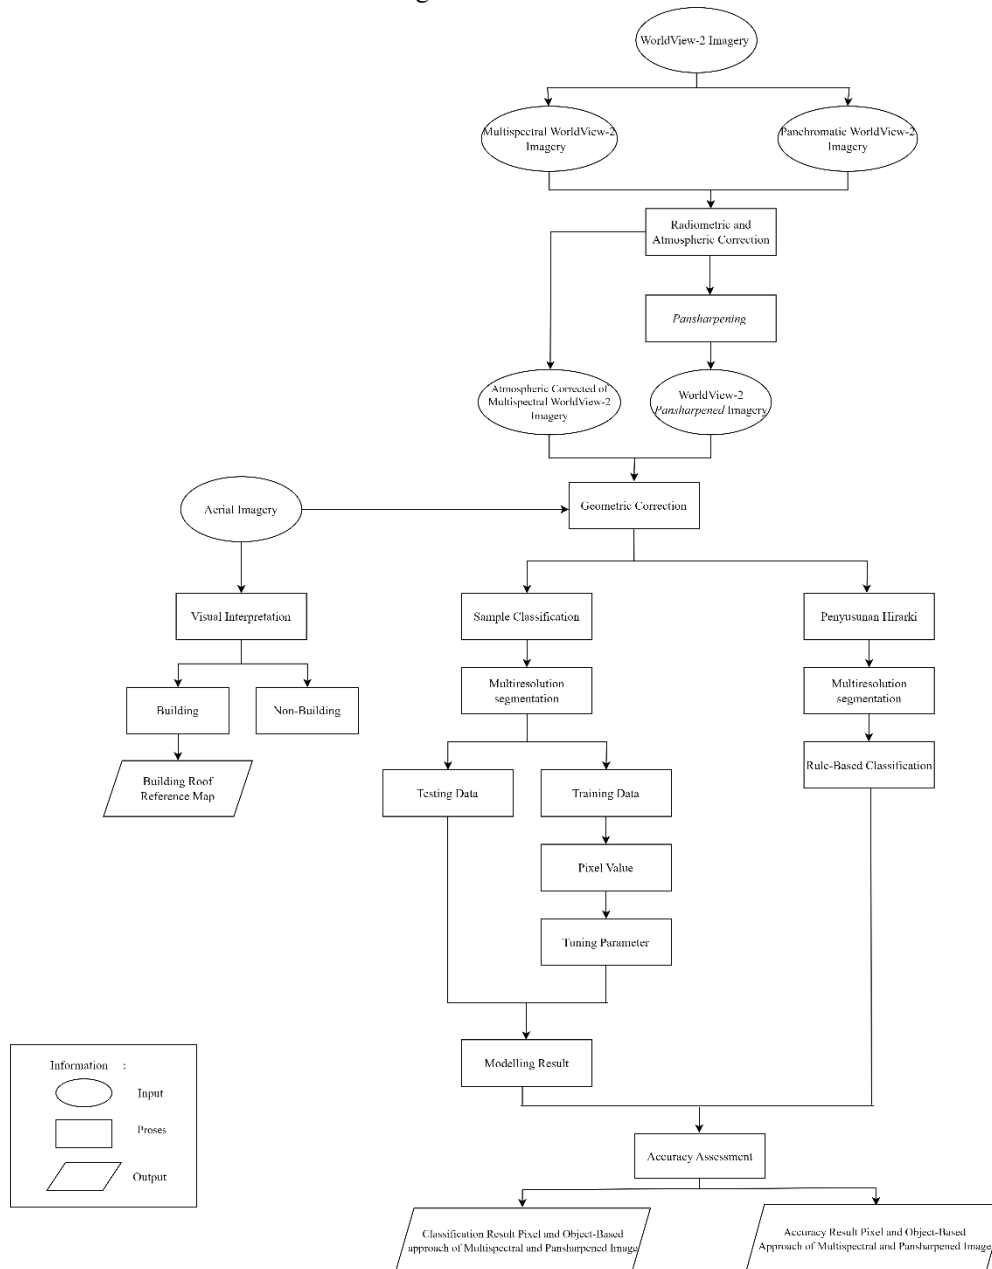 WorldView-2 Imagery
Multispectral WorldView-2
Imagery
Panchromatic WorldView-2
Imagery
Radiometric and
Atmospheric Correction
Pansharpening
Atmospheric Corrected of
Multispectral WorldView-2
Imagery
WorldView-2
Pansharpened Imagery
Aerial Imagery
Geometric Correction
Visual Interpretation
Sample Classification
Penyusunan Hirarki
Building
Non-Building
Multiresolution
segmentation
Multiresolution
segmentation
Building Roof
Reference Map
Testing Data
Training Data
Rule-Based Classification
Pixel Value
Tuning Parameter
Modelling Result
Information :
Input
Proses
Output
Accuracy Assessment
Classification Result Pixel and Object-Based
approach of Multispectral and Pansharpened Image
Accuracy Result Pixel and Object-Based
Approach of Multispectral and Pansharpened Image